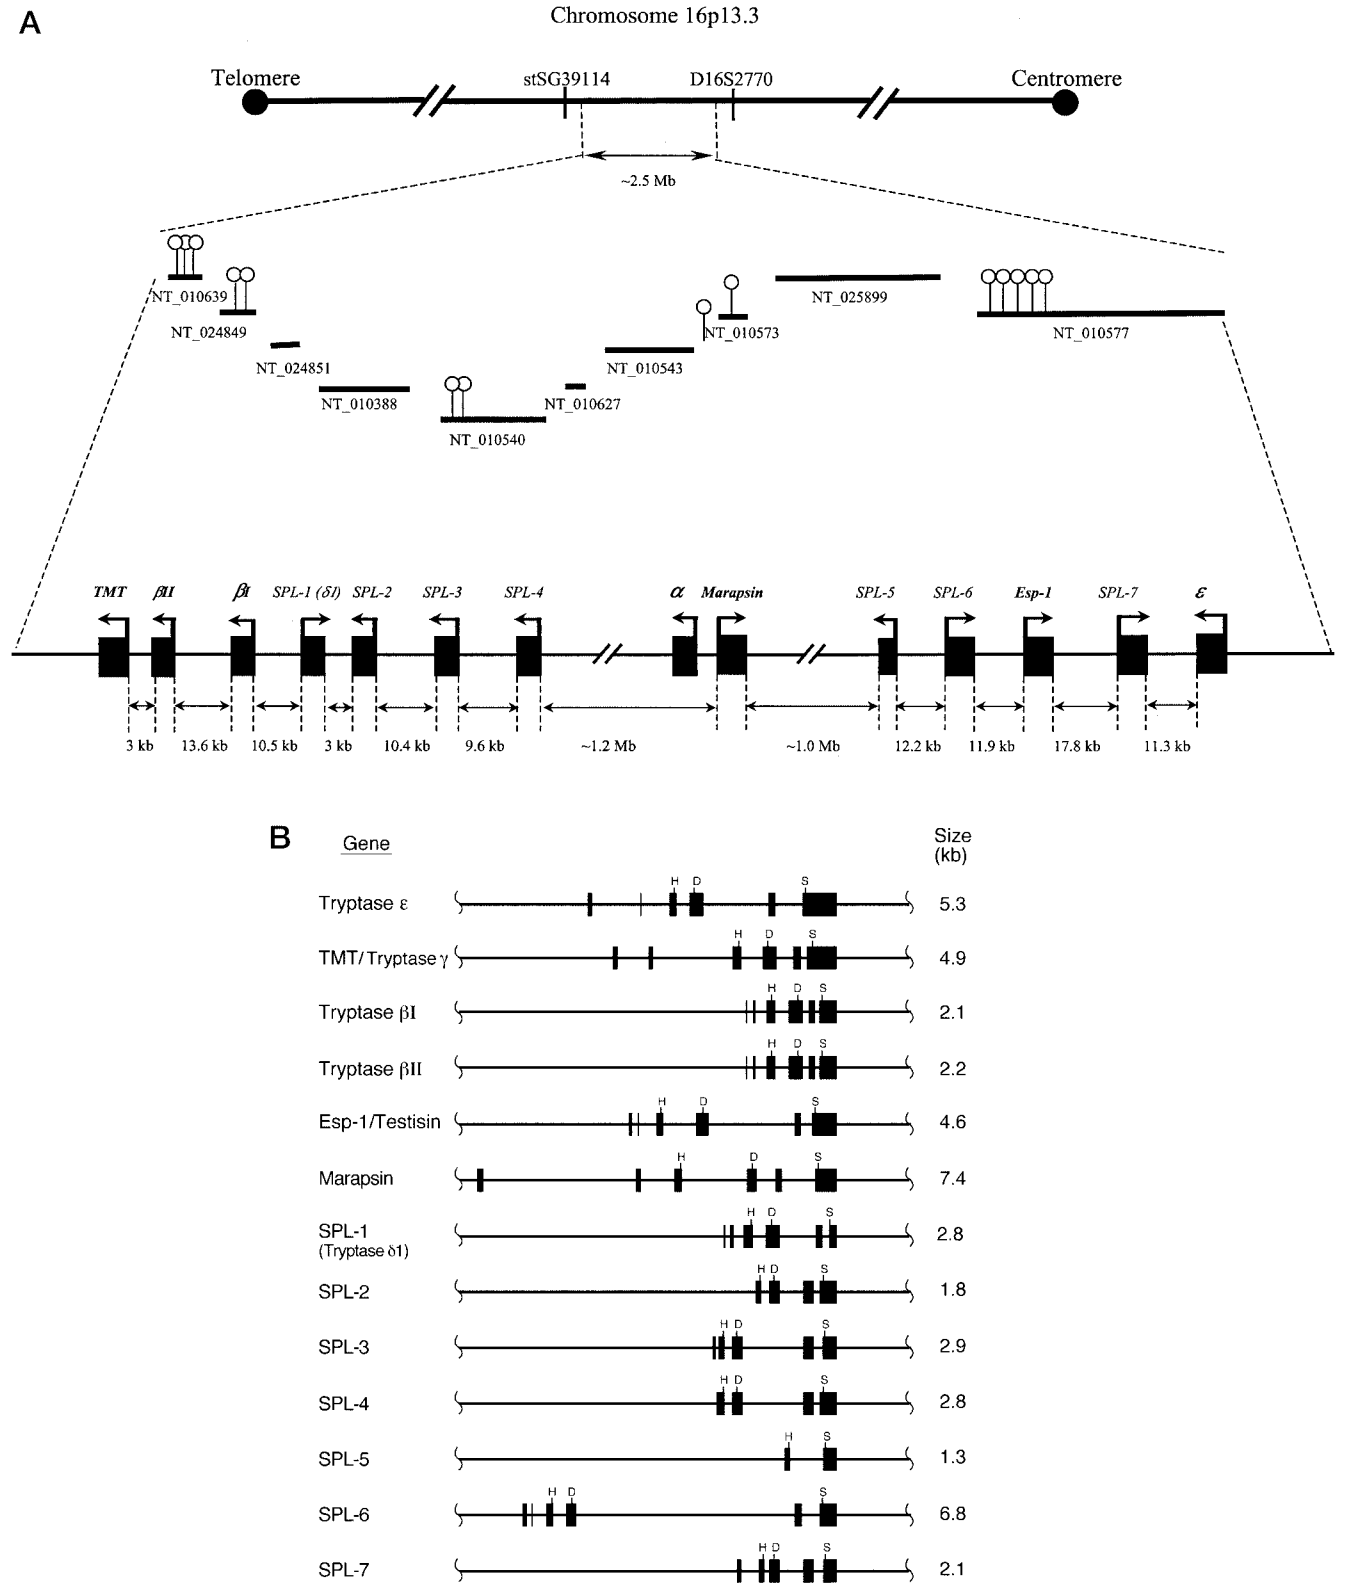 A
Chromosome 16p13.3
Telomere
stSG39114
D16S2770
Centromere
~2.5 Mb
NT_010639
NT_024849
NT_024851
NT_010388
NT_010540
NT_010627
NT_010543
NT_010573
NT_025899
NT_010577
TMT βII βI SPL-1 (δI) SPL-2 SPL-3 SPL-4 α Marapsin SPL-5 SPL-6 Esp-1 SPL-7 ε
3 kb 13.6 kb 10.5 kb 3 kb 10.4 kb 9.6 kb ~1.2 Mb ~1.0 Mb 12.2 kb 11.9 kb 17.8 kb 11.3 kb
B
Gene
Size
(kb)
H D S
Tryptase ε 5.3
H D S
TMT/Tryptase γ 4.9
H D S
Tryptase βI 2.1
H D S
Tryptase βII 2.2
H D S
Esp-1/Testisin 4.6
H D S
Marapsin 7.4
H D S
SPL-1 2.8
(Tryptase δ1)
H D S
SPL-2 1.8
H D S
SPL-3 2.9
H D S
SPL-4 2.8
H S
SPL-5 1.3
H D S
SPL-6 6.8
H D S
SPL-7 2.1